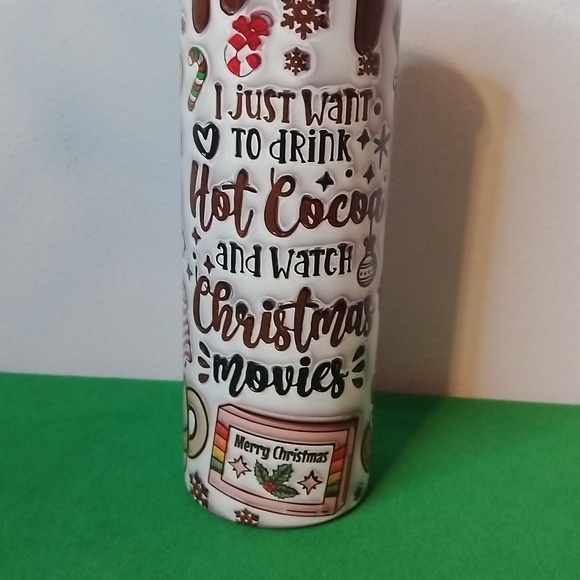 I just want
to drink
Hot Cocoa
and watch
Christmas
movies
Merry Christmas